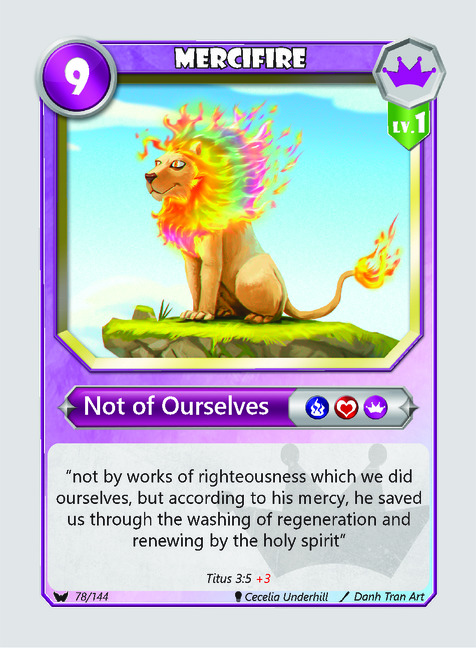 MERCIFIRE
9
LV.1
Not of Ourselves
“not by works of righteousness which we did
ourselves, but according to his mercy, he saved
us through the washing of regeneration and
renewing by the holy spirit”
Titus 3:5 +3
78/144
Cecelia Underhill
Danh Tran Art